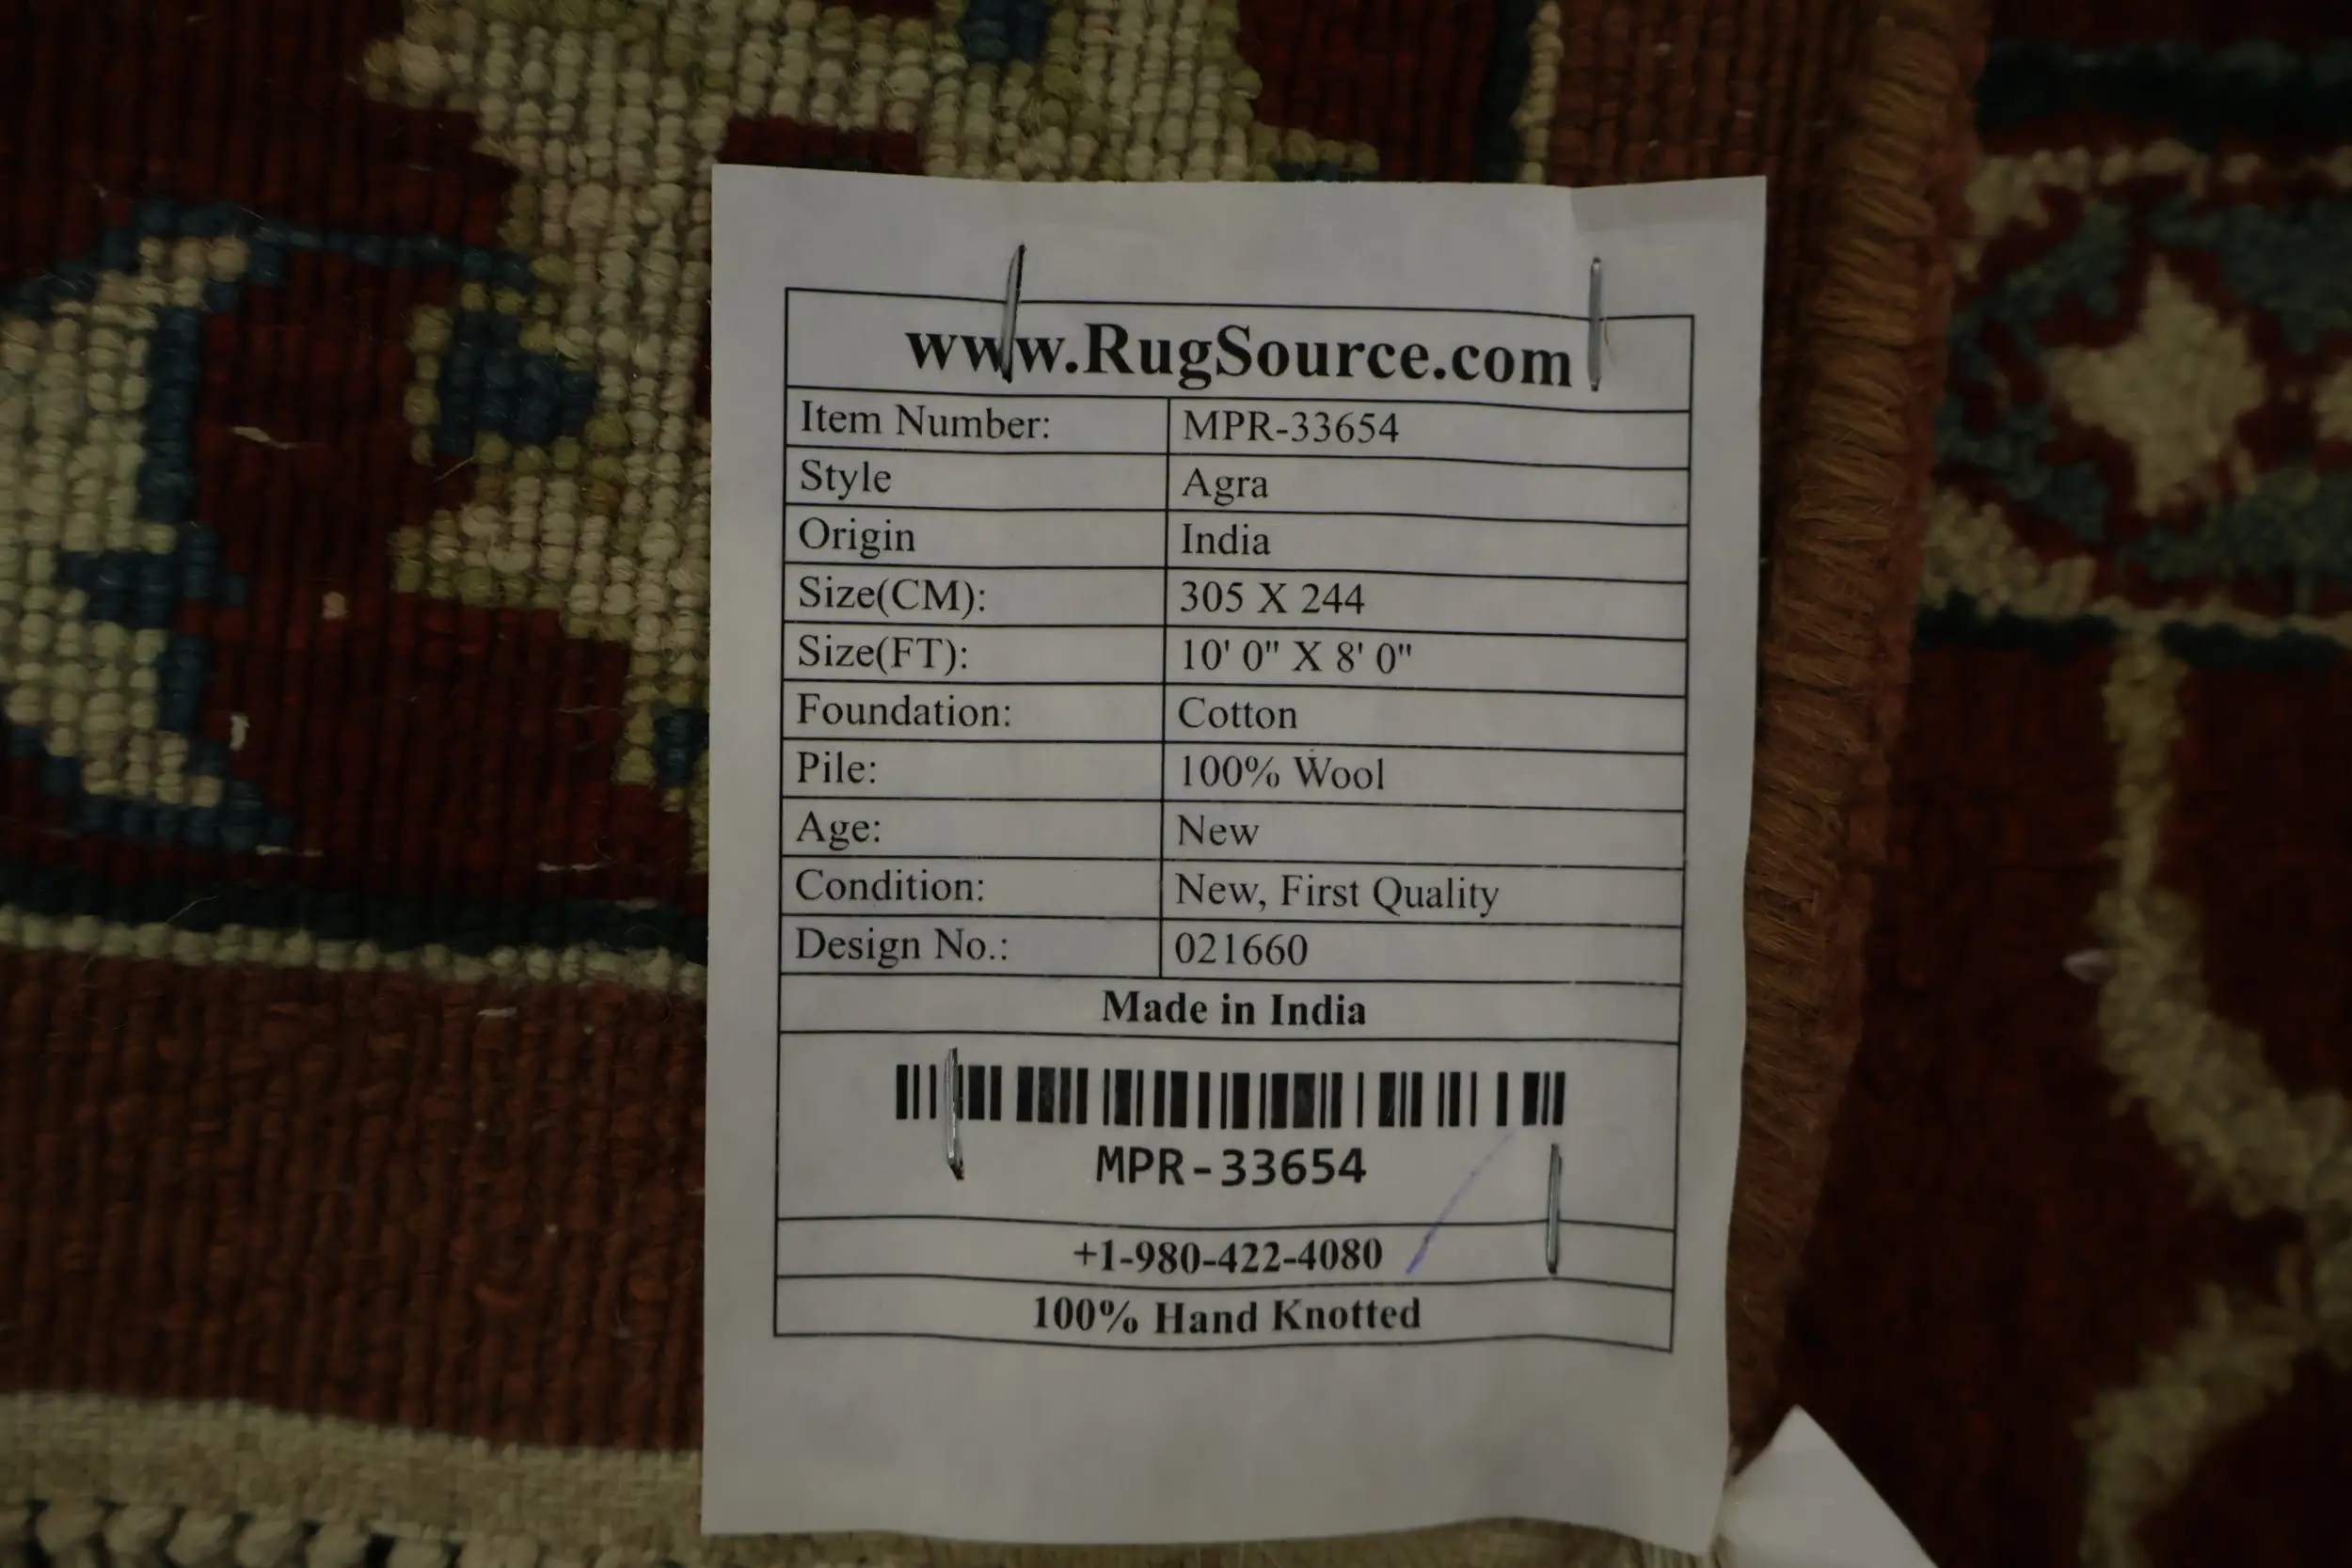 www.RugSource.com
Item Number: MPR-33654
Style Agra
Origin India
Size(CM): 305 X 244
Size(FT): 10' 0" X 8' 0"
Foundation: Cotton
Pile: 100% Wool
Age: New
Condition: New, First Quality
Design No.: 021660
Made in India
MPR-33654
+1-980-422-4080
100% Hand Knotted